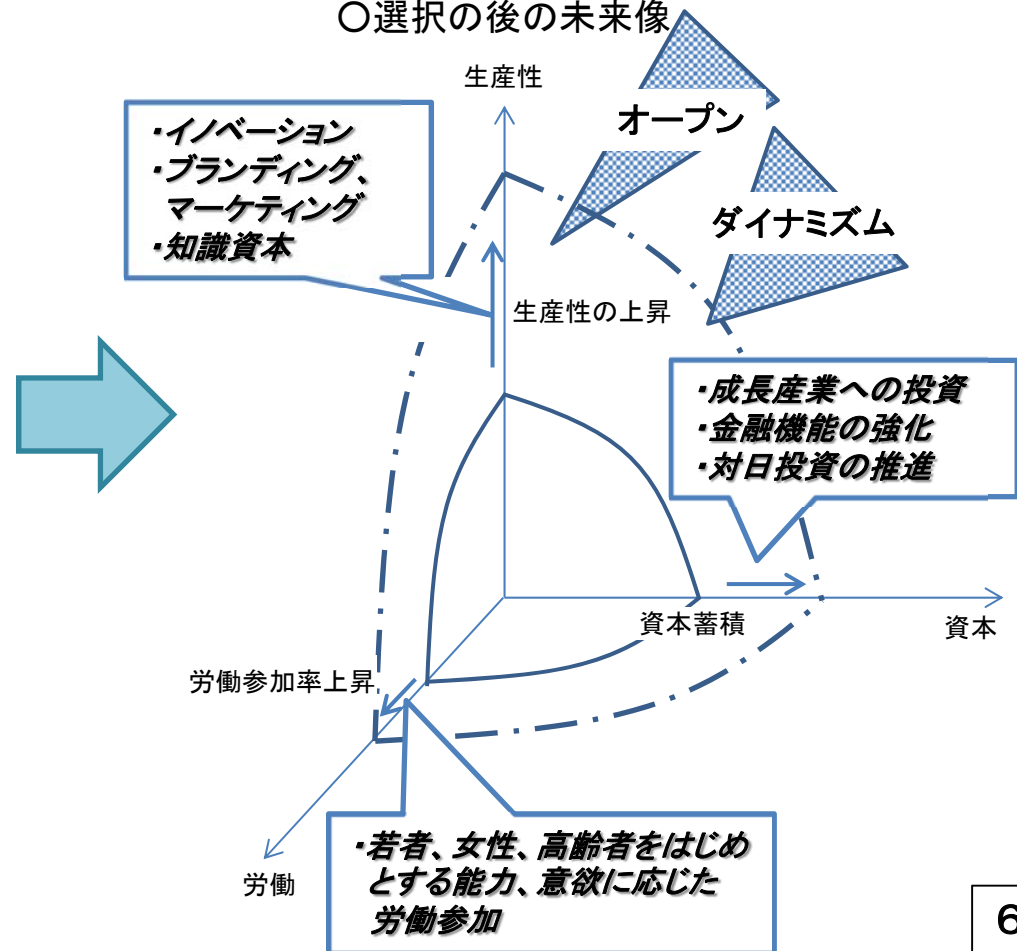 〇選択の後の未来像
生産性
オープン
・イノベーション
・ブランディング、
マーケティング
・知識資本
ダイナミズム
生産性の上昇
・成長産業への投資
・金融機能の強化
・対日投資の推進
資本蓄積
資本
労働参加率上昇
・若者、女性、高齢者をはじめ
とする能力、意欲に応じた
労働参加
労働
6